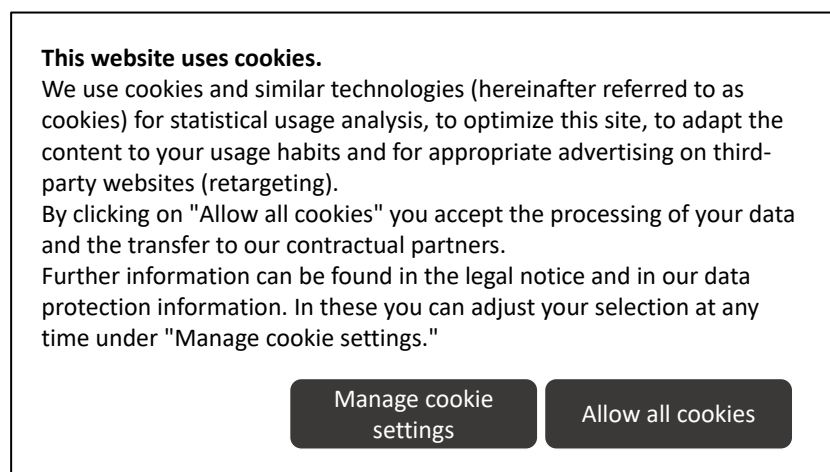 This website uses cookies.
We use cookies and similar technologies (hereinafter referred to as
cookies) for statistical usage analysis, to optimize this site, to adapt the
content to your usage habits and for appropriate advertising on third-
party websites (retargeting).
By clicking on "Allow all cookies" you accept the processing of your data
and the transfer to our contractual partners.
Further information can be found in the legal notice and in our data
protection information. In these you can adjust your selection at any
time under "Manage cookie settings."
Manage cookie
settings
Allow all cookies